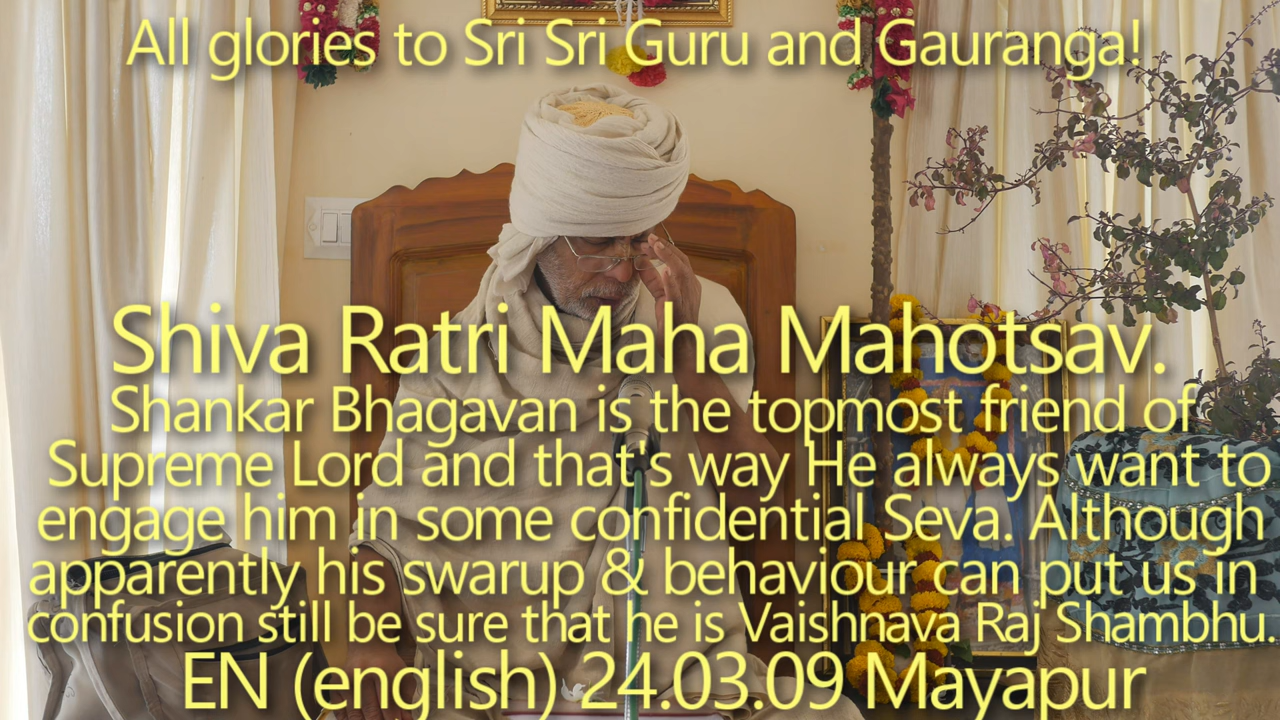 All glories to Sri Sri Guru and Gauranga!
Shiva Ratri Maha Mahotsav.
Shankar Bhagavan is the topmost friend of
Supreme Lord and that's way He always want to
engage him in some confidential Seva. Although
apparently his swarup & behaviour can put us in
confusion still be sure that he is Vaishnava Raj Shambhu.
EN (english) 24.03.09 Mayapur